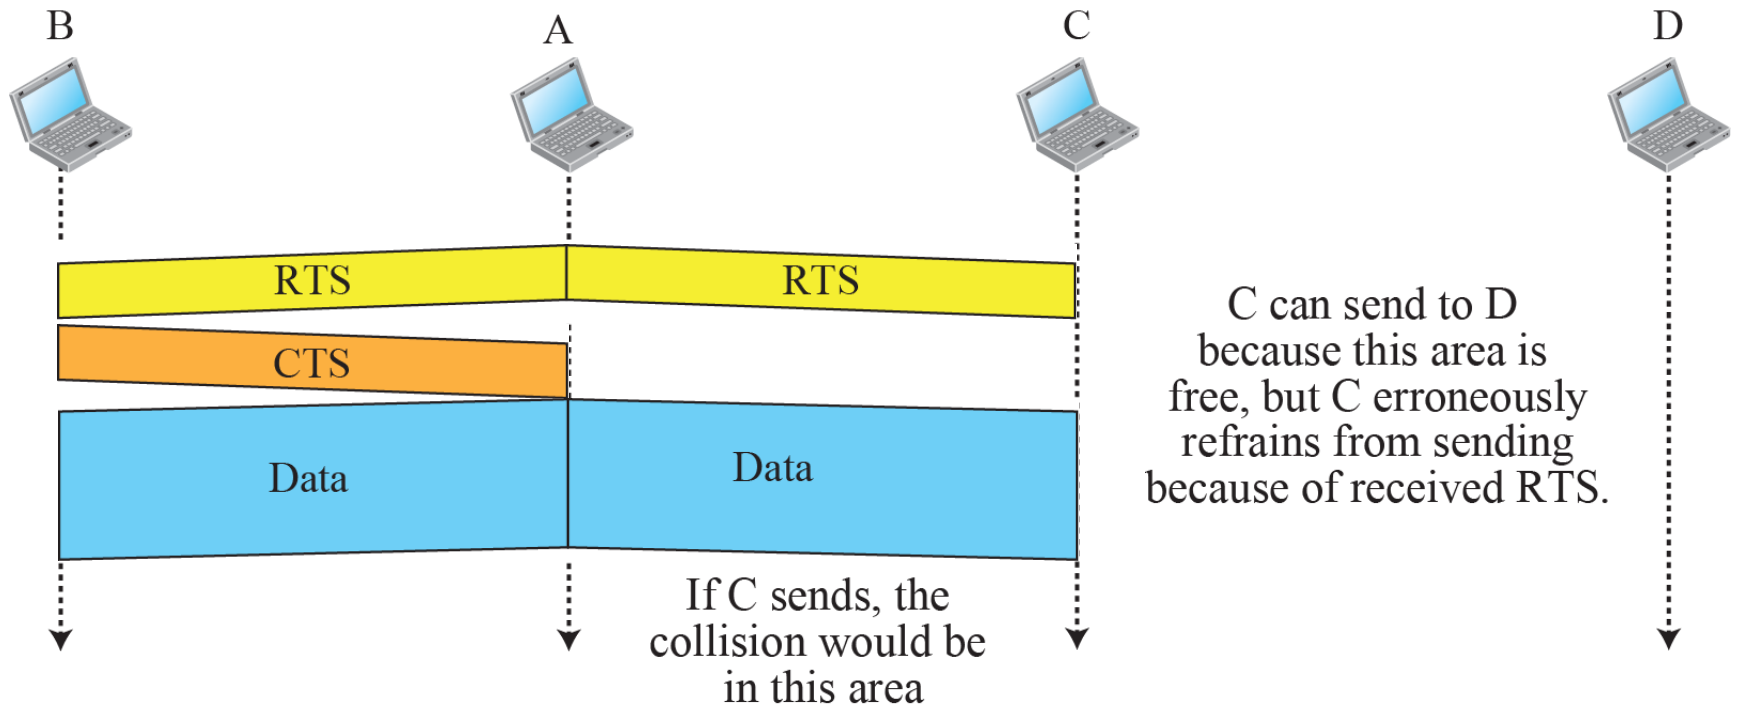 B
A
C
D
RTS
RTS
CTS
Data
Data
C can send to D
because this area is
free, but C erroneously
refrains from sending
because of received RTS.
If C sends, the
collision would be
in this area